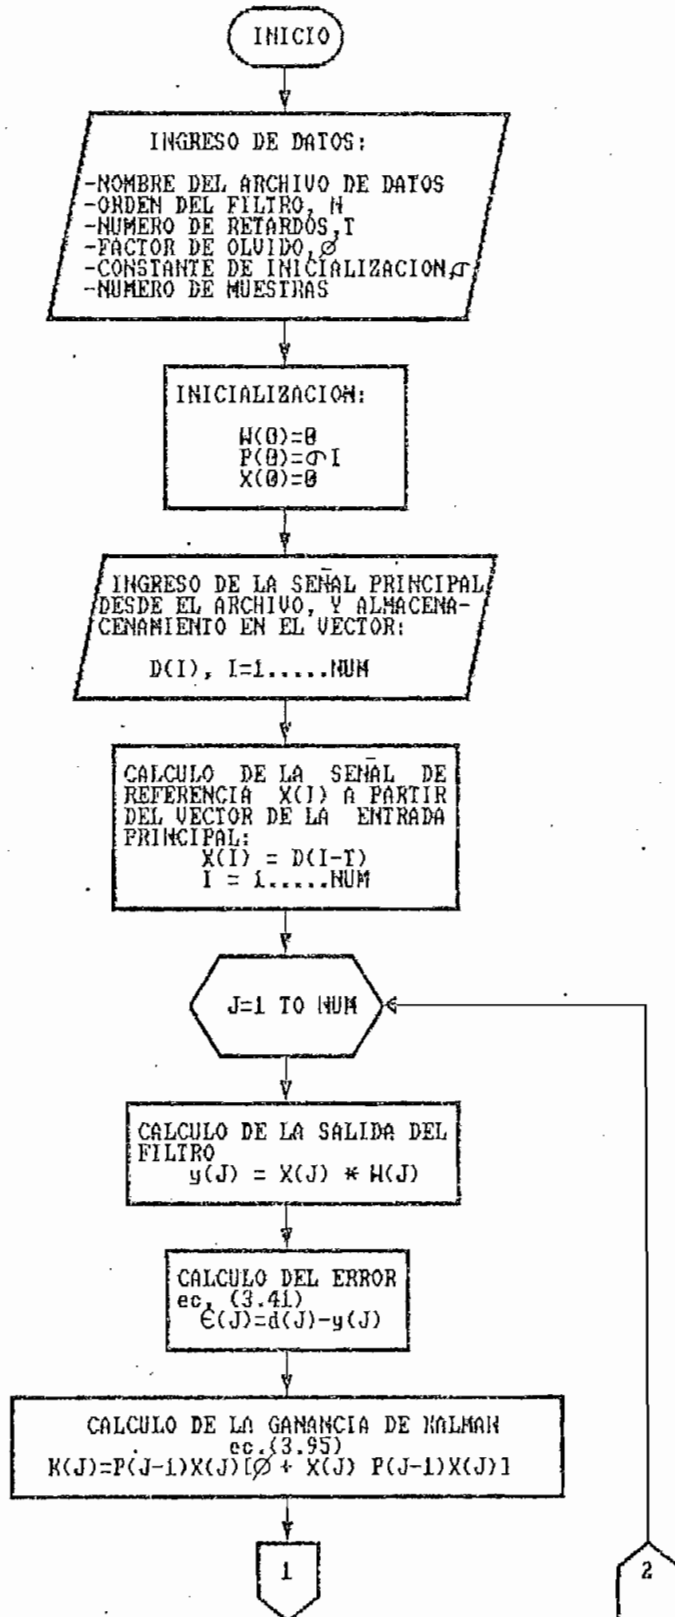 INICIO
INGRESO DE DATOS:
-NOMBRE DEL ARCHIVO DE DATOS
-ORDEN DEL FILTRO, N
-NUMERO DE RETARDOS,T
-FACTOR DE OLVIDO,Ø
-CONSTANTE DE INICIALIZACION,σ
-NUMERO DE MUESTRAS
INICIALIZACION:
W(0)=0
P(0)=σI
X(0)=0
INGRESO DE LA SEÑAL PRINCIPAL
DESDE EL ARCHIVO, Y ALMACENA-
CENAMIENTO EN EL VECTOR:
D(I), I=1.....NUM
CALCULO DE LA SEÑAL DE
REFERENCIA X(I) A PARTIR
DEL VECTOR DE LA ENTRADA
PRINCIPAL:
X(I) = D(I-T)
I = 1.....NUM
J=1 TO NUM
CALCULO DE LA SALIDA DEL
FILTRO
y(J) = X(J) * W(J)
CALCULO DEL ERROR
ec. (3.41)
Є(J)=d(J)-y(J)
CALCULO DE LA GANANCIA DE KALMAN
ec.(3.95)
K(J)=P(J-1)X(J)[Ø + X(J) P(J-1)X(J)]
1
2